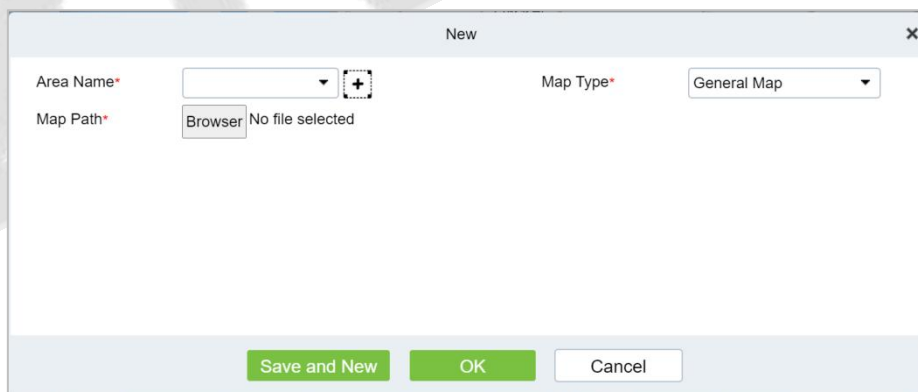 New
Area Name*
Map Type*
General Map
Map Path*
Browser No file selected
Save and New
OK
Cancel